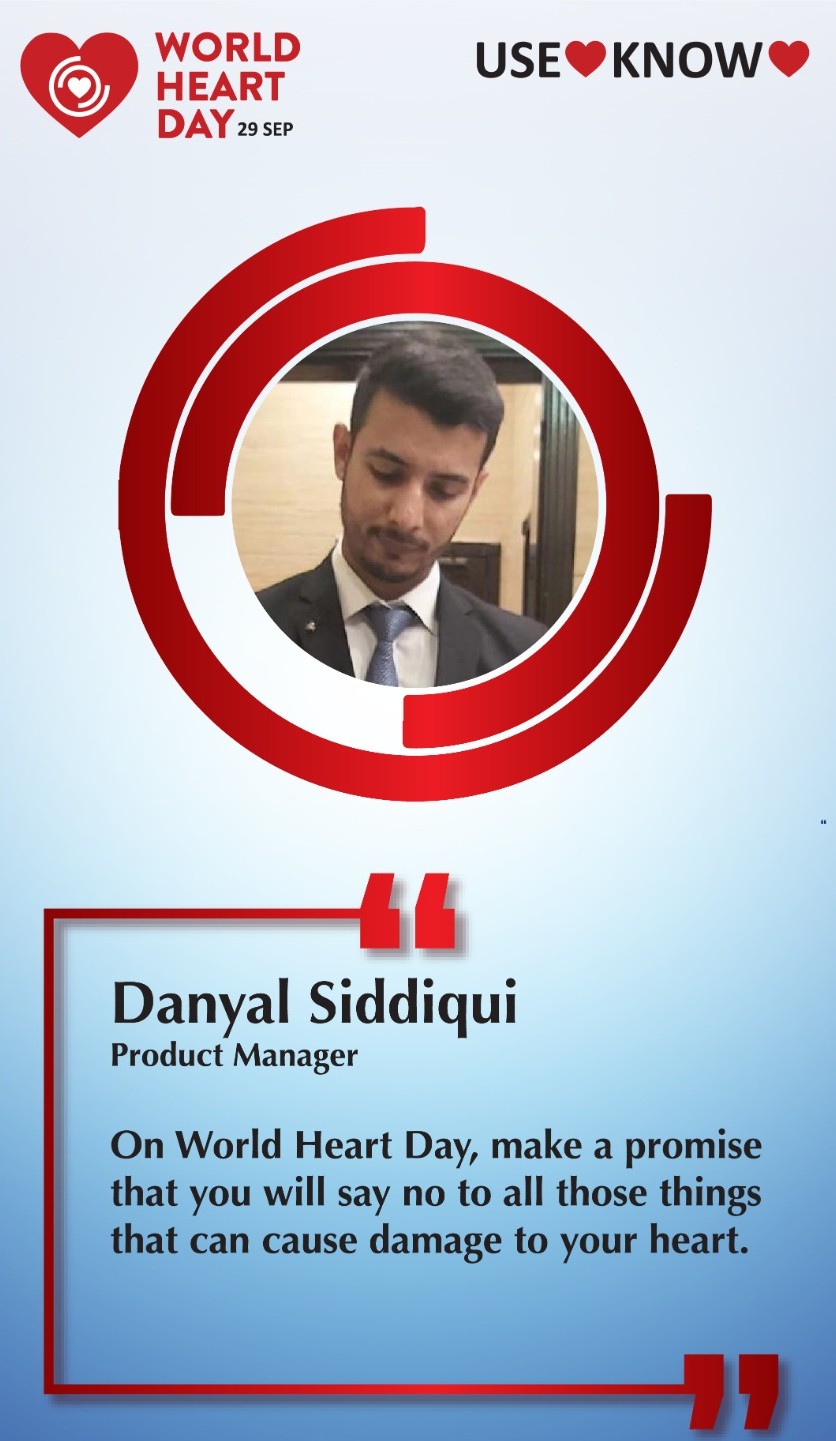 WORLD
HEART
DAY 29 SEP
USE❤KNOW❤
“
“
Danyal Siddiqui
Product Manager
On World Heart Day, make a promise
that you will say no to all those things
that can cause damage to your heart.
”